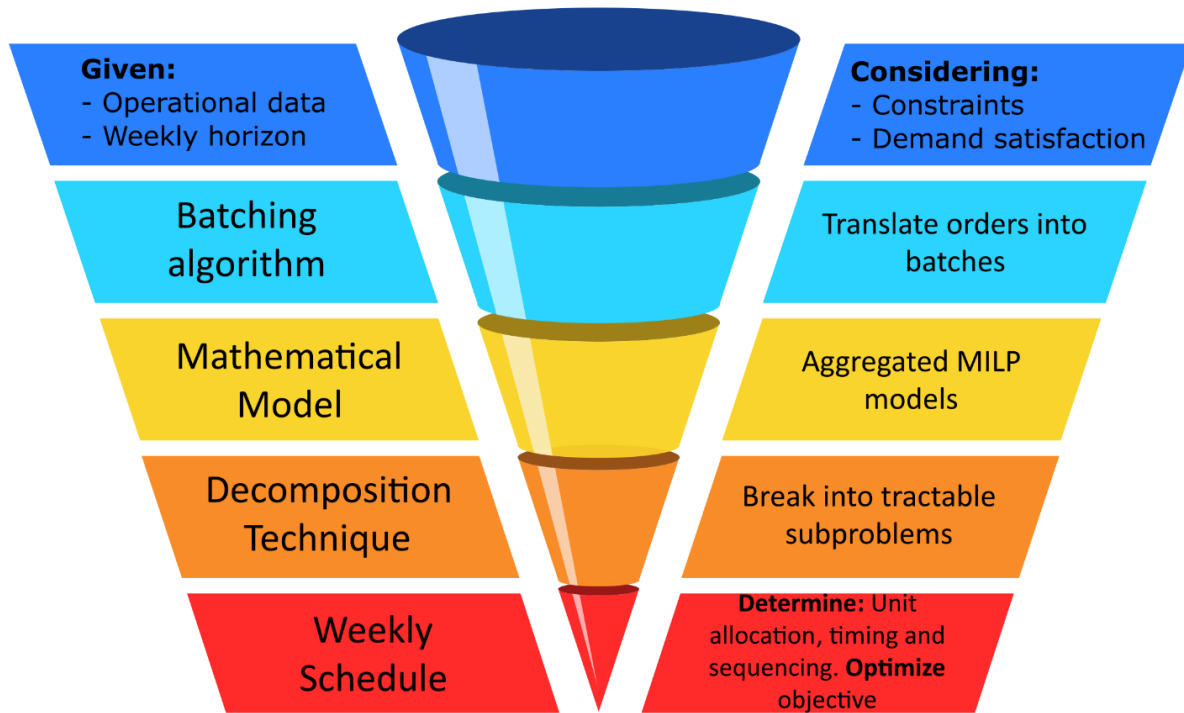 Given:
- Operational data
- Weekly horizon
Considering:
- Constraints
- Demand satisfaction
Batching
algorithm
Translate orders into
batches
Mathematical
Model
Aggregated MILP
models
Decomposition
Technique
Break into tractable
subproblems
Weekly
Schedule
Determine: Unit
allocation, timing and
sequencing. Optimize
objective